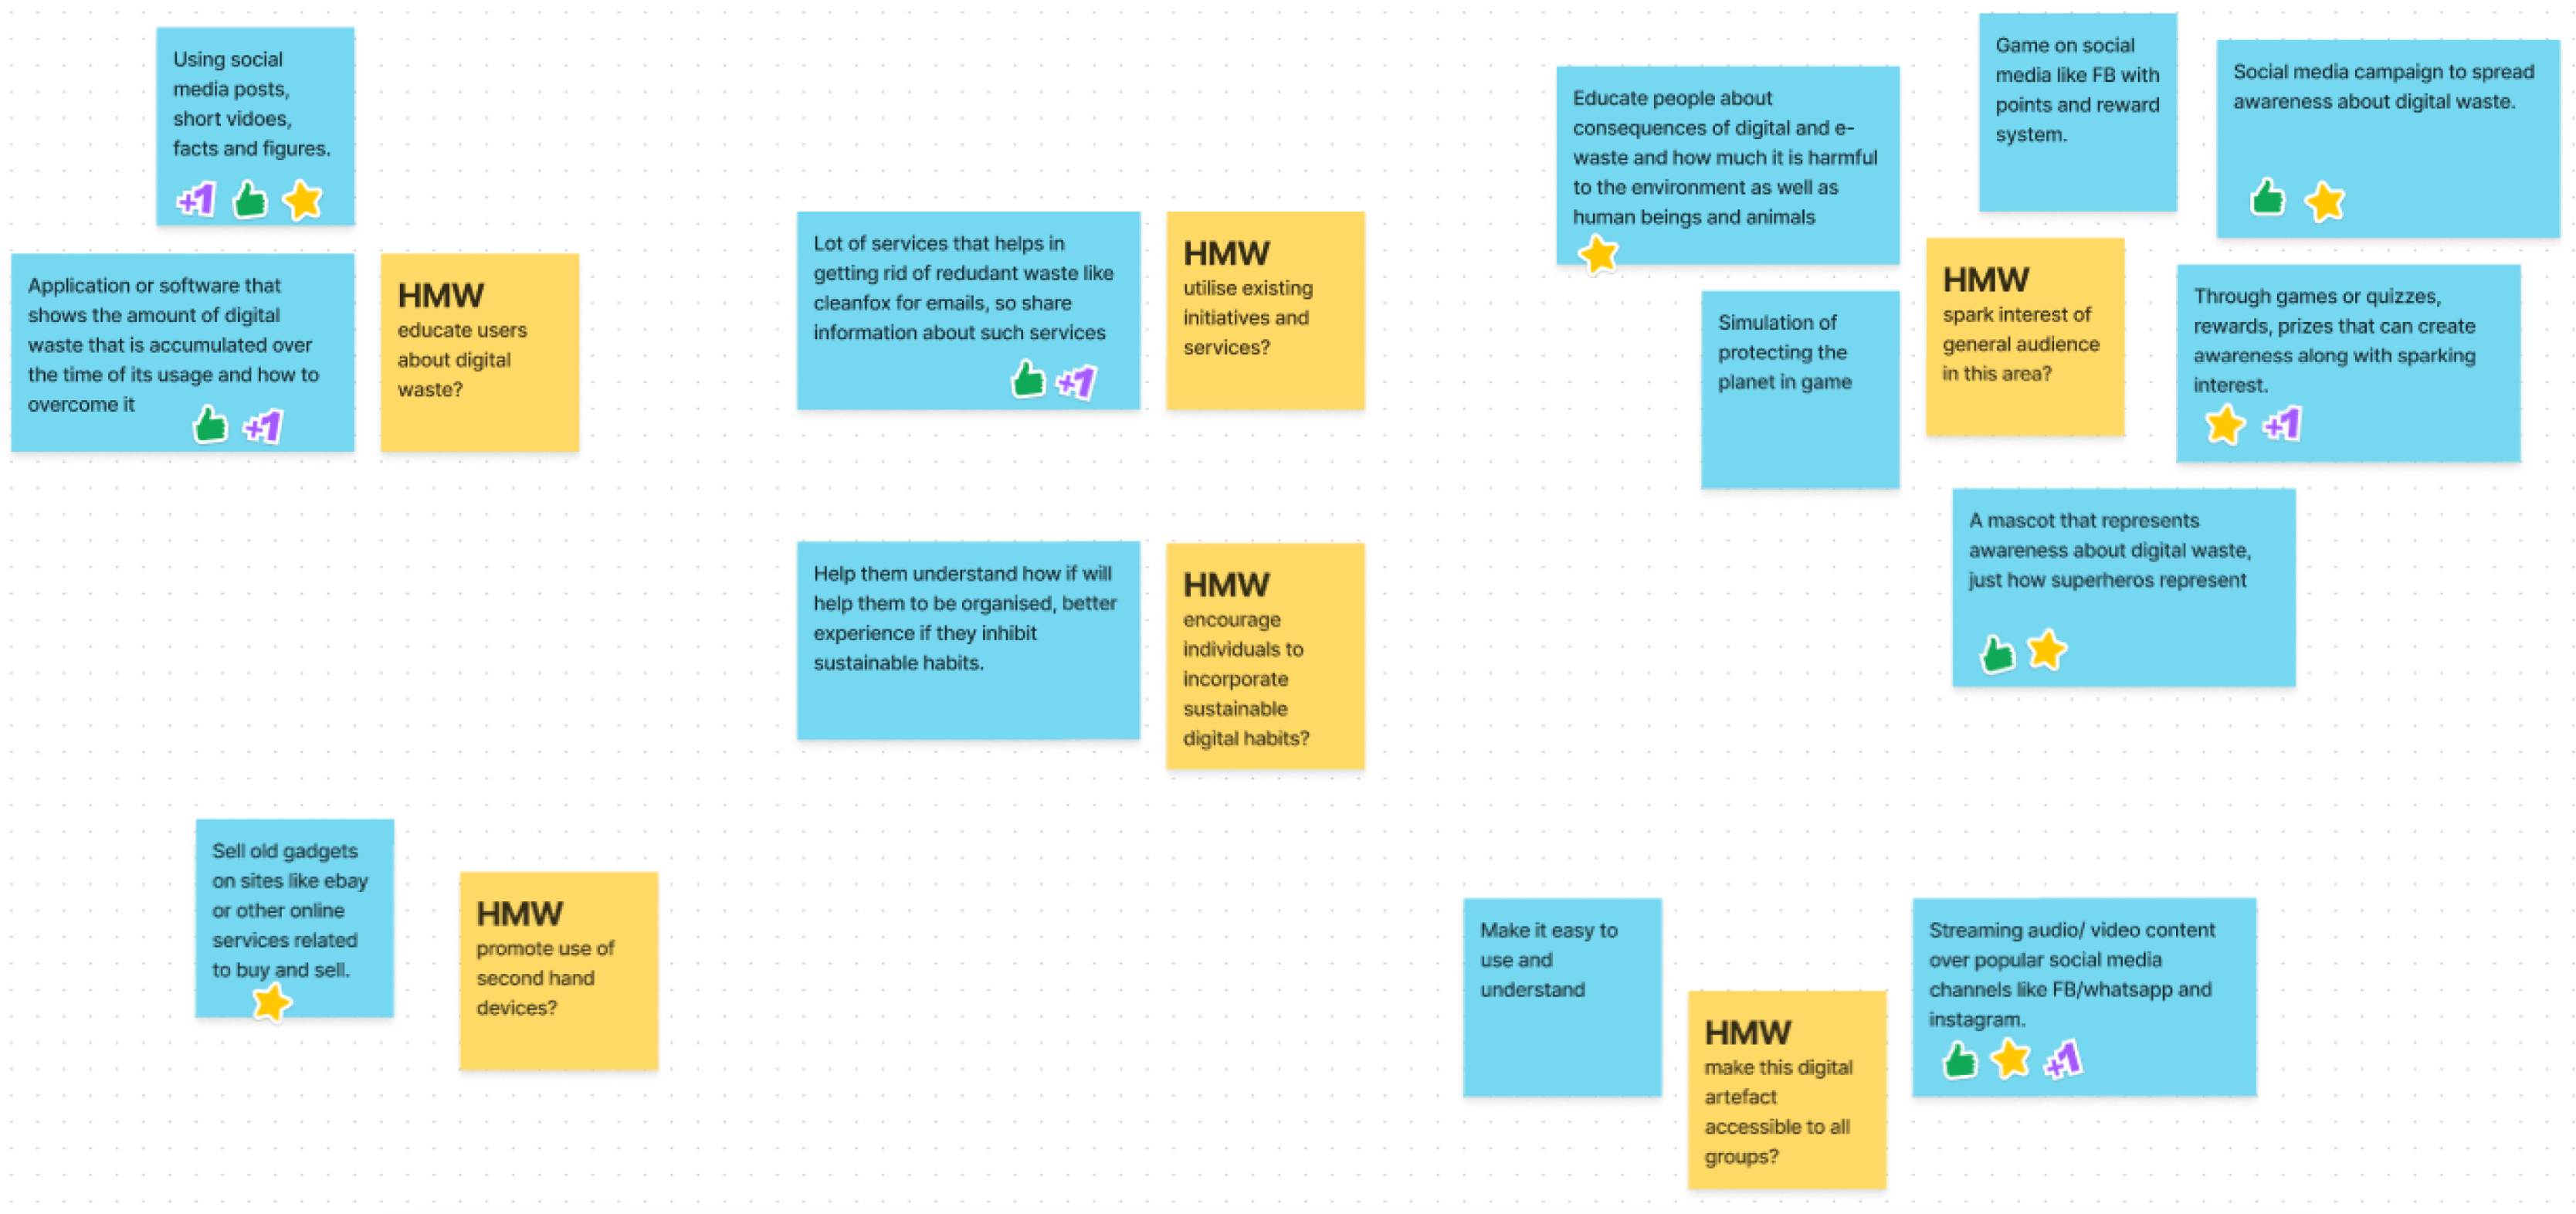 Using social
media posts,
short vidoes,
facts and figures.
+1
Application or software that
shows the amount of digital
waste that is accumulated over
the time of its usage and how to
overcome it
+1
HMW
educate users
about digital
waste?
Lot of services that helps in
getting rid of redudant waste like
cleanfox for emails, so share
information about such services
+1
HMW
utilise existing
initiatives and
services?
Help them understand how if will
help them to be organised, better
experience if they inhibit
sustainable habits.
HMW
encourage
individuals to
incorporate
sustainable
digital habits?
Educate people about
consequences of digital and e-
waste and how much it is harmful
to the environment as well as
human beings and animals
Game on social
media like FB with
points and reward
system.
Social media campaign to spread
awareness about digital waste.
Simulation of
protecting the
planet in game
HMW
spark interest of
general audience
in this area?
Through games or quizzes,
rewards, prizes that can create
awareness along with sparking
interest.
+1
A mascot that represents
awareness about digital waste,
just how superheros represent
Sell old gadgets
on sites like ebay
or other online
services related
to buy and sell.
HMW
promote use of
second hand
devices?
Make it easy to
use and
understand
HMW
make this digital
artefact
accessible to all
groups?
Streaming audio/ video content
over popular social media
channels like FB/whatsapp and
instagram.
+1